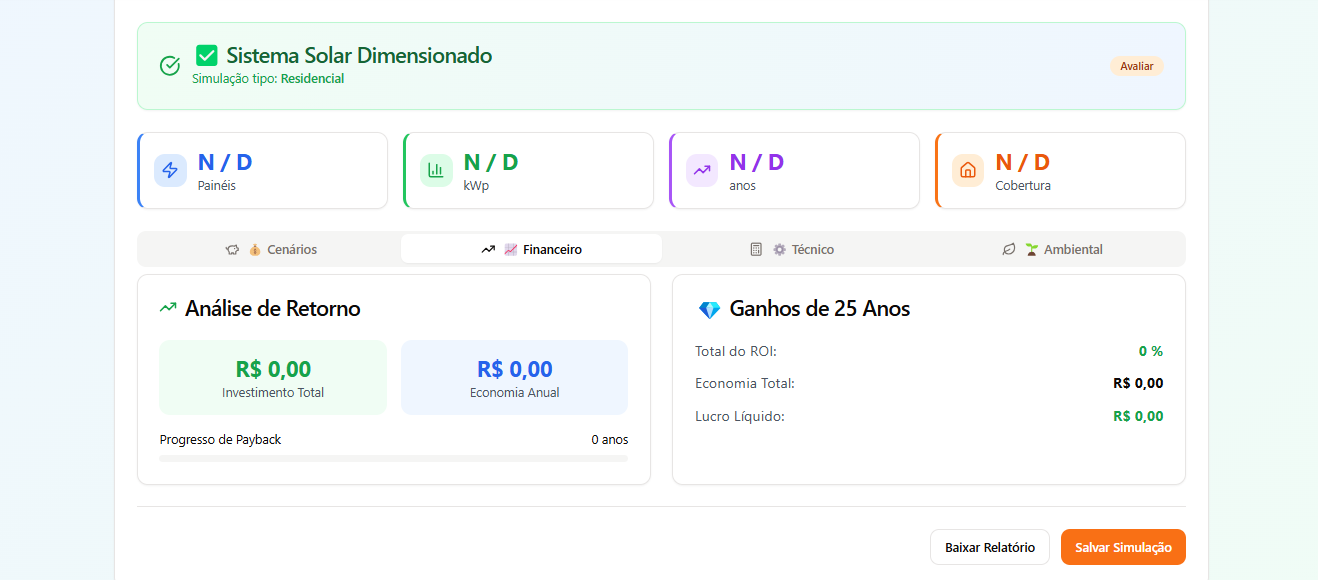 ✅ Sistema Solar Dimensionado
Simulação tipo: Residencial
Avaliar
N / D
Painéis
N / D
kWp
N / D
anos
N / D
Cobertura
💰 Cenários
📈 Financeiro
⚙️ Técnico
🌱 Ambiental
Análise de Retorno
R$ 0,00
Investimento Total
R$ 0,00
Economia Anual
Progresso de Payback
0 anos
💎 Ganhos de 25 Anos
Total do ROI:
0 %
Economia Total:
R$ 0,00
Lucro Líquido:
R$ 0,00
Baixar Relatório
Salvar Simulação